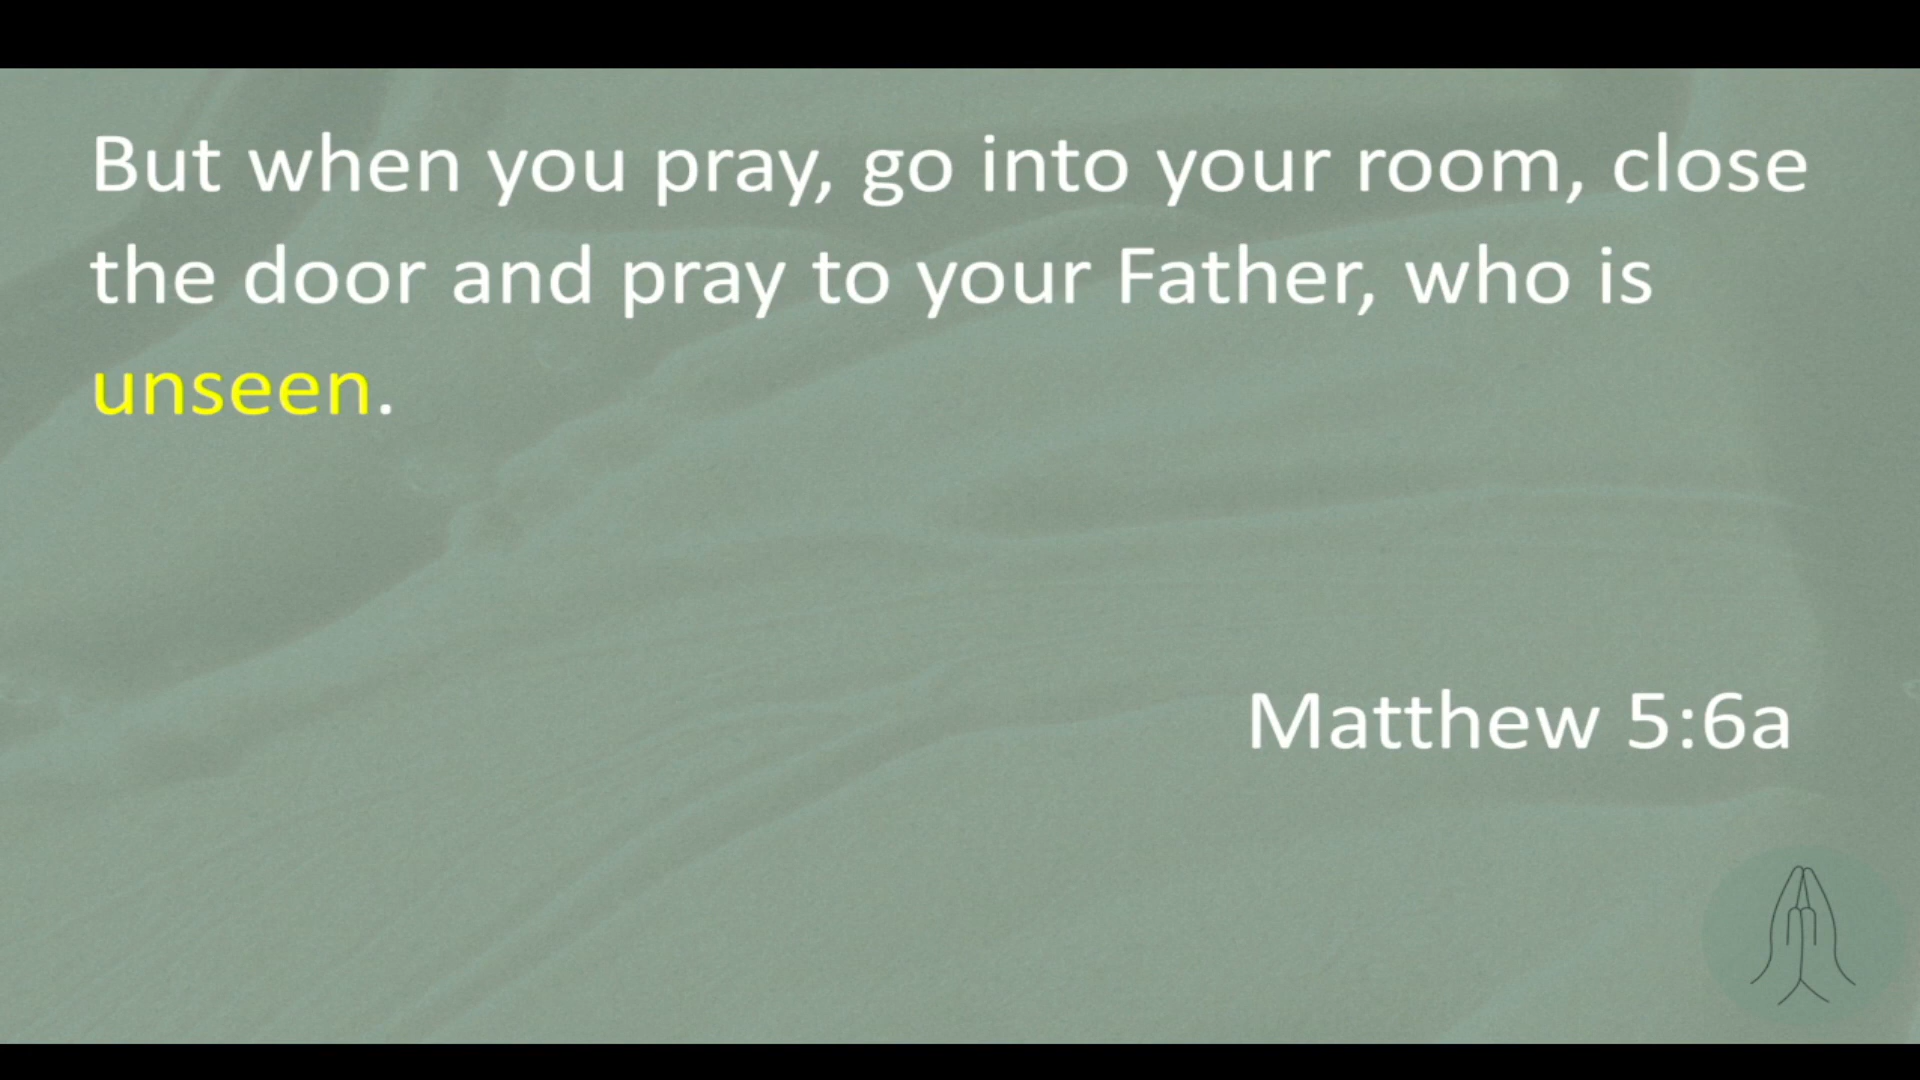 But when you pray, go into your room, close
the door and pray to your Father, who is
unseen.
Matthew 5:6a